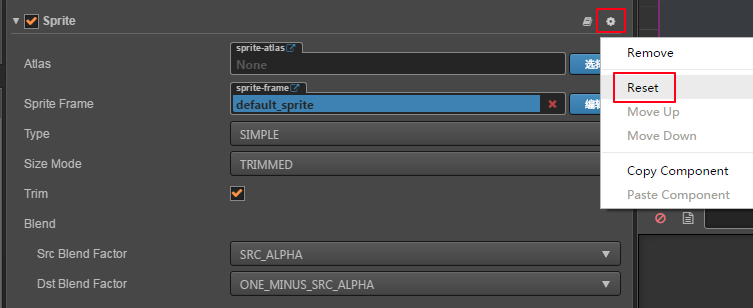 Sprite
Remove
sprite-atlas
Atlas
None
选择
Reset
sprite-frame
Sprite Frame
default_sprite
编辑
Move Up
Type
SIMPLE
Move Down
Size Mode
TRIMMED
Copy Component
Trim
Paste Component
Blend
Src Blend Factor
SRC_ALPHA
Dst Blend Factor
ONE_MINUS_SRC_ALPHA